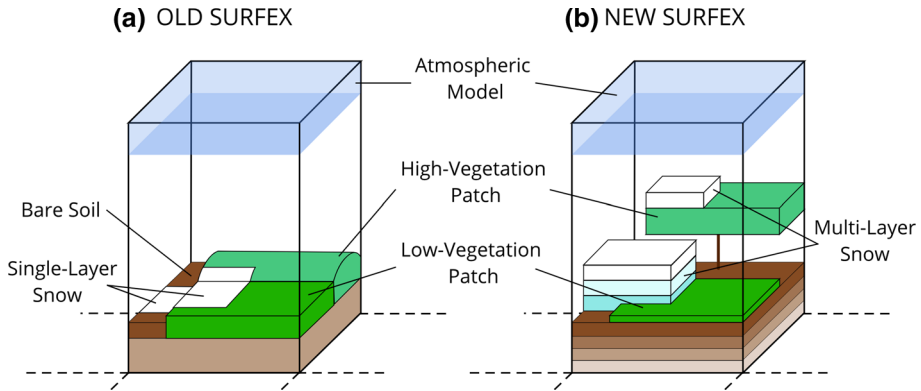 (a) OLD SURFEX
(b) NEW SURFEX
Atmospheric
Model
High-Vegetation
Patch
Bare Soil
Multi-Layer
Snow
Low-Vegetation
Patch
Single-Layer
Snow